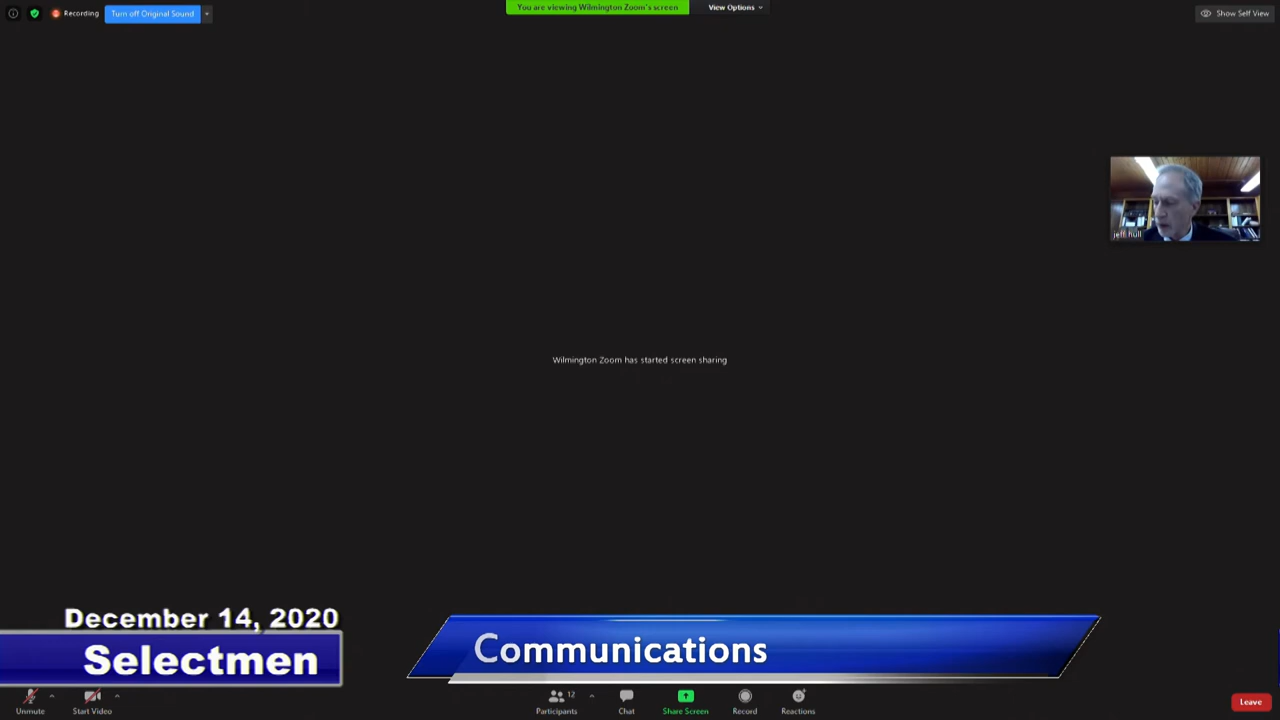 Recording
Turn off Original Sound
You are viewing Wilmington Zoom's screen
View Options
Show Self View
jeff hull
Wilmington Zoom has started screen sharing
December 14, 2020
Selectmen
Communications
Unmute
Start Video
12
Participants
Chat
Share Screen
Record
Reactions
Leave